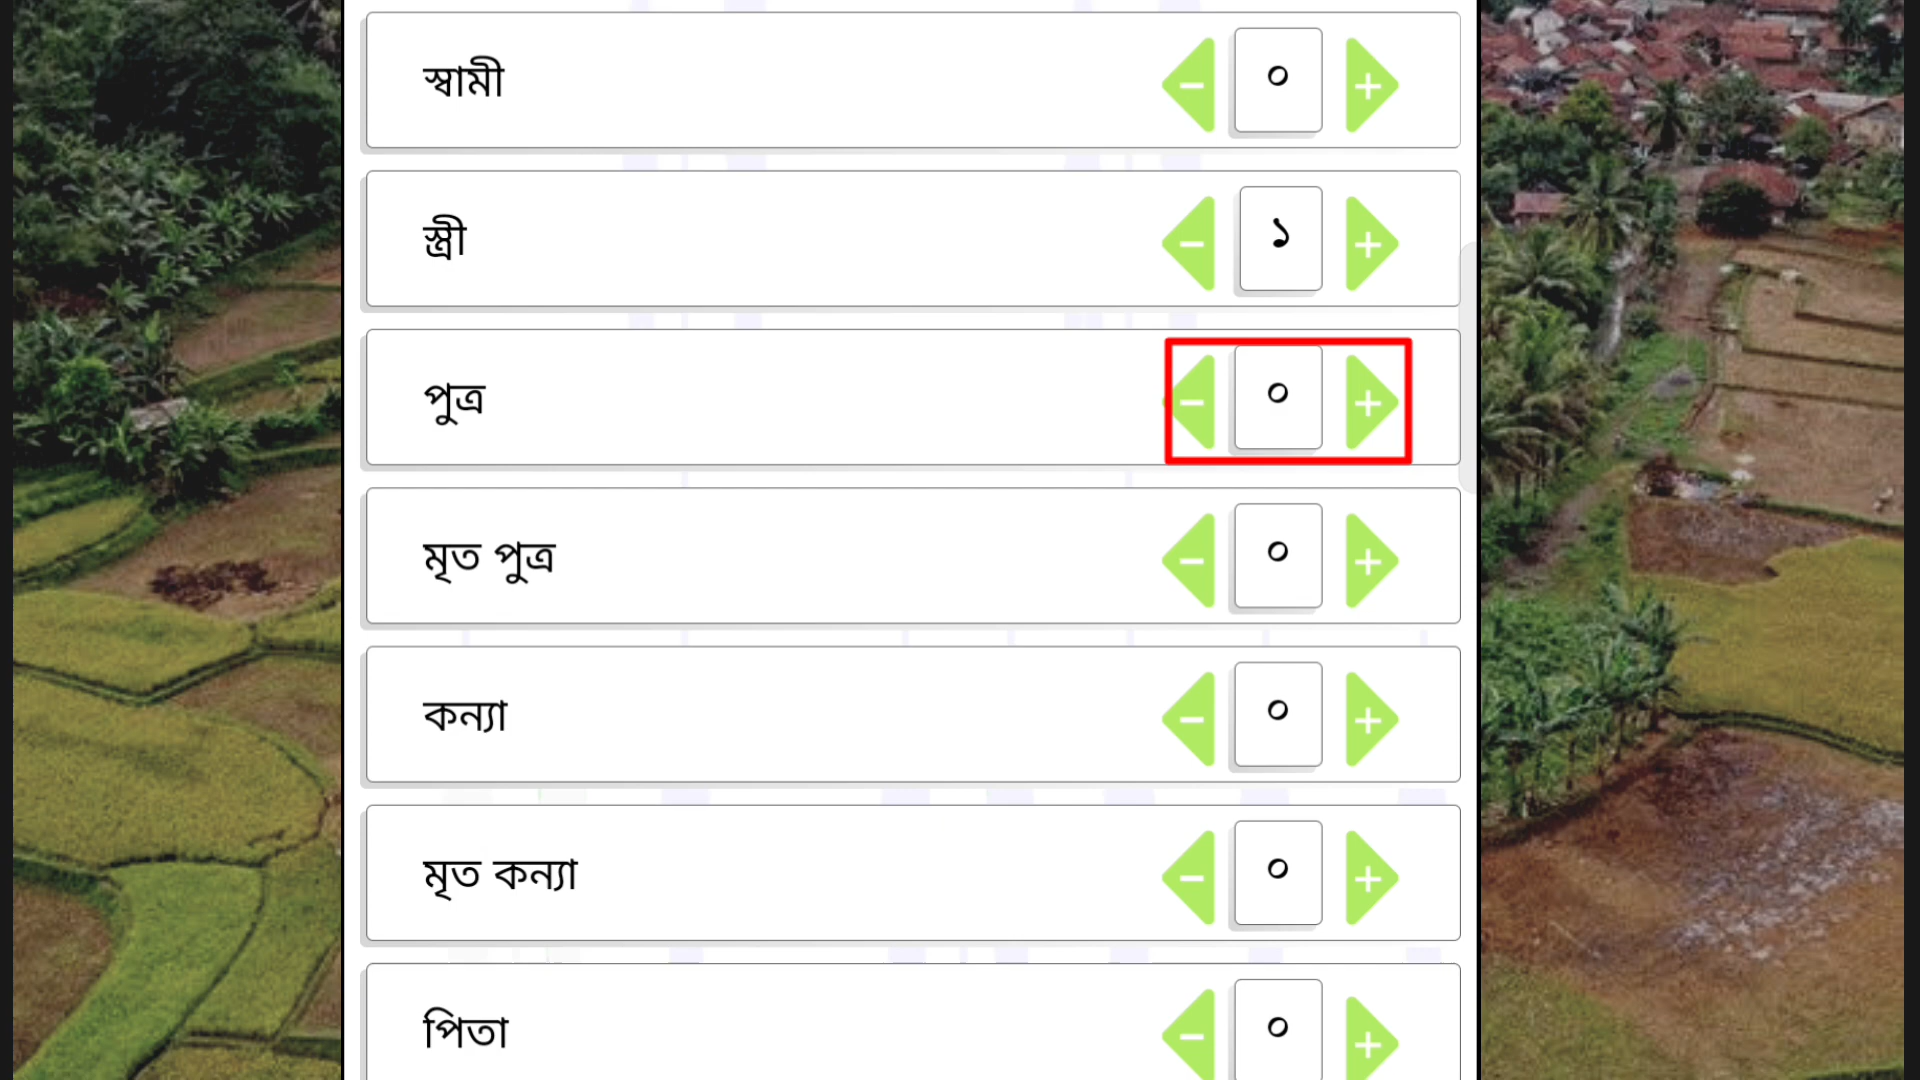 স্বামী − ০ +
স্ত্রী − ১ +
পুত্র − ০ +
মৃত পুত্র − ০ +
কন্যা − ০ +
মৃত কন্যা − ০ +
পিতা − ০ +